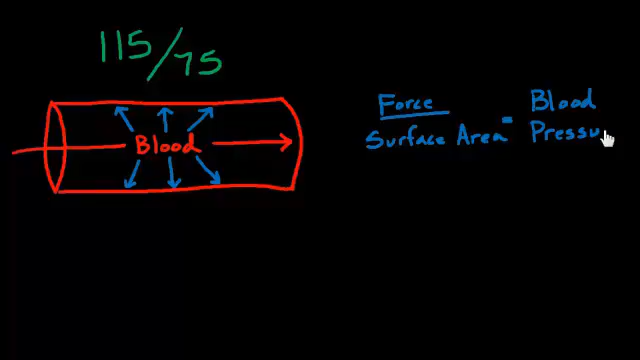 115/75
Blood
Force
Surface Area = Blood
Pressu